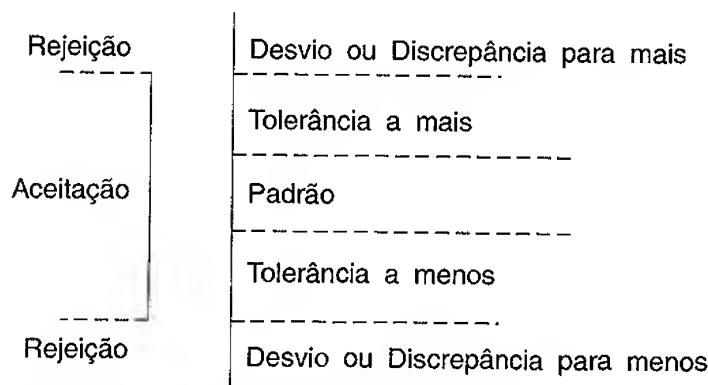 Rejeição Desvio ou Discrepância para mais
Tolerância a mais
Aceitação Padrão
Tolerância a menos
Rejeição Desvio ou Discrepância para menos